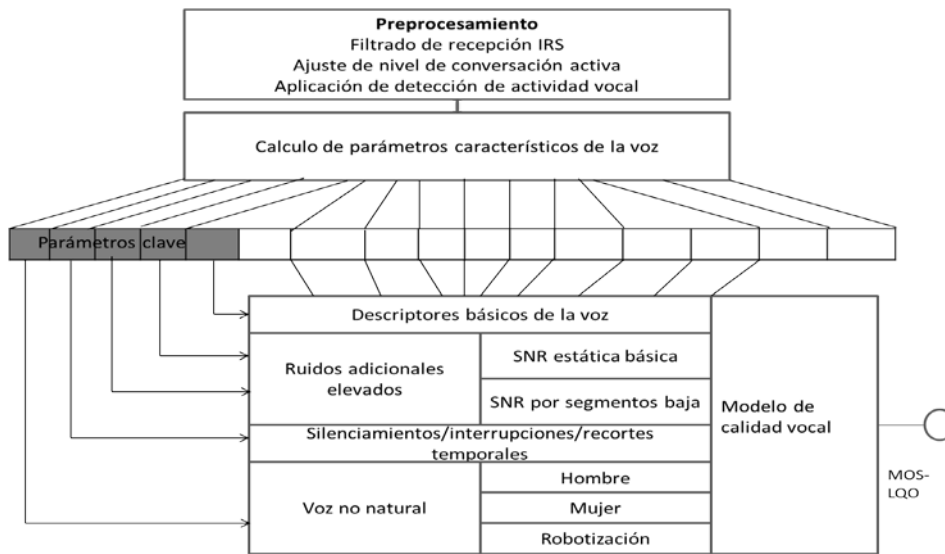 Preprocesamiento
Filtrado de recepción IRS
Ajuste de nivel de conversación activa
Aplicación de detección de actividad vocal
Calculo de parámetros característicos de la voz
Parámetros clave
Descriptores básicos de la voz
Ruidos adicionales
elevados
SNR estática básica
SNR por segmentos baja
Silenciamientos/interrupciones/recortes
temporales
Voz no natural
Hombre
Mujer
Robotización
Modelo de
calidad vocal
MOS-
LQO